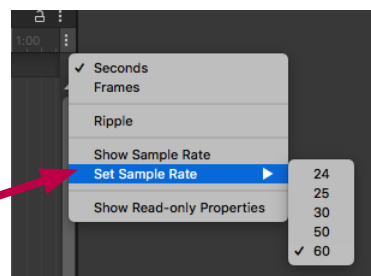 1:00
✓ Seconds
Frames
Ripple
Show Sample Rate
Set Sample Rate ▶
24
25
30
50
✓ 60
Show Read-only Properties